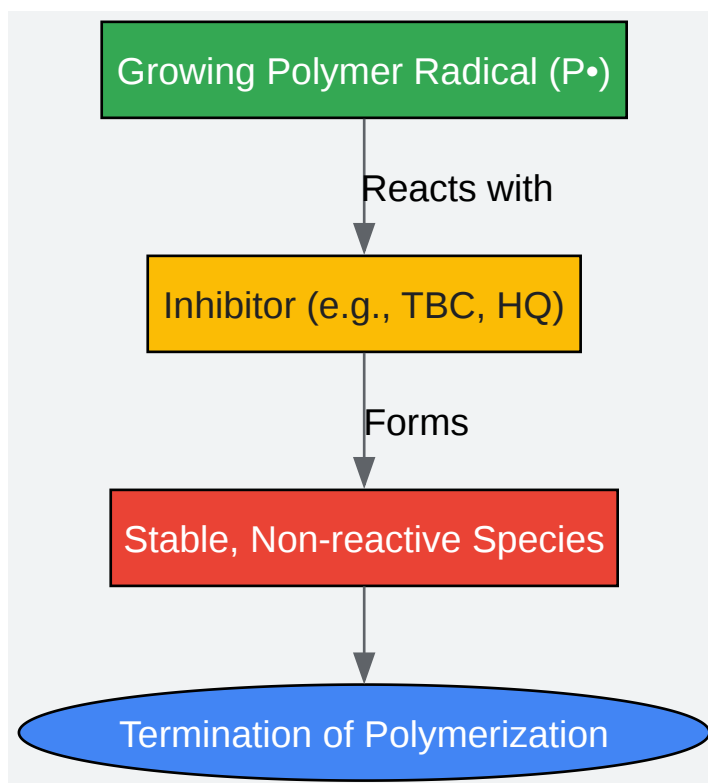 Growing Polymer Radical (P•)
Reacts with
Inhibitor (e.g., TBC, HQ)
Forms
Stable, Non-reactive Species
Termination of Polymerization